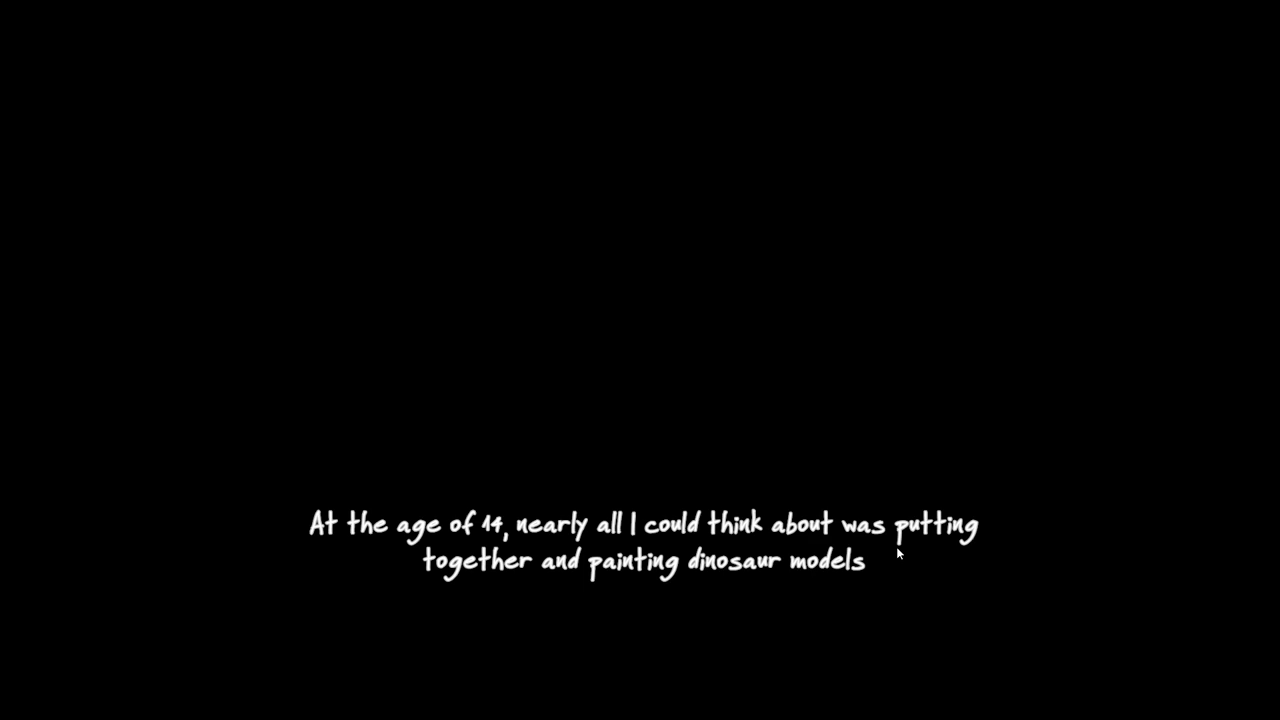 At the age of 14, nearly all I could think about was putting
together and painting dinosaur models